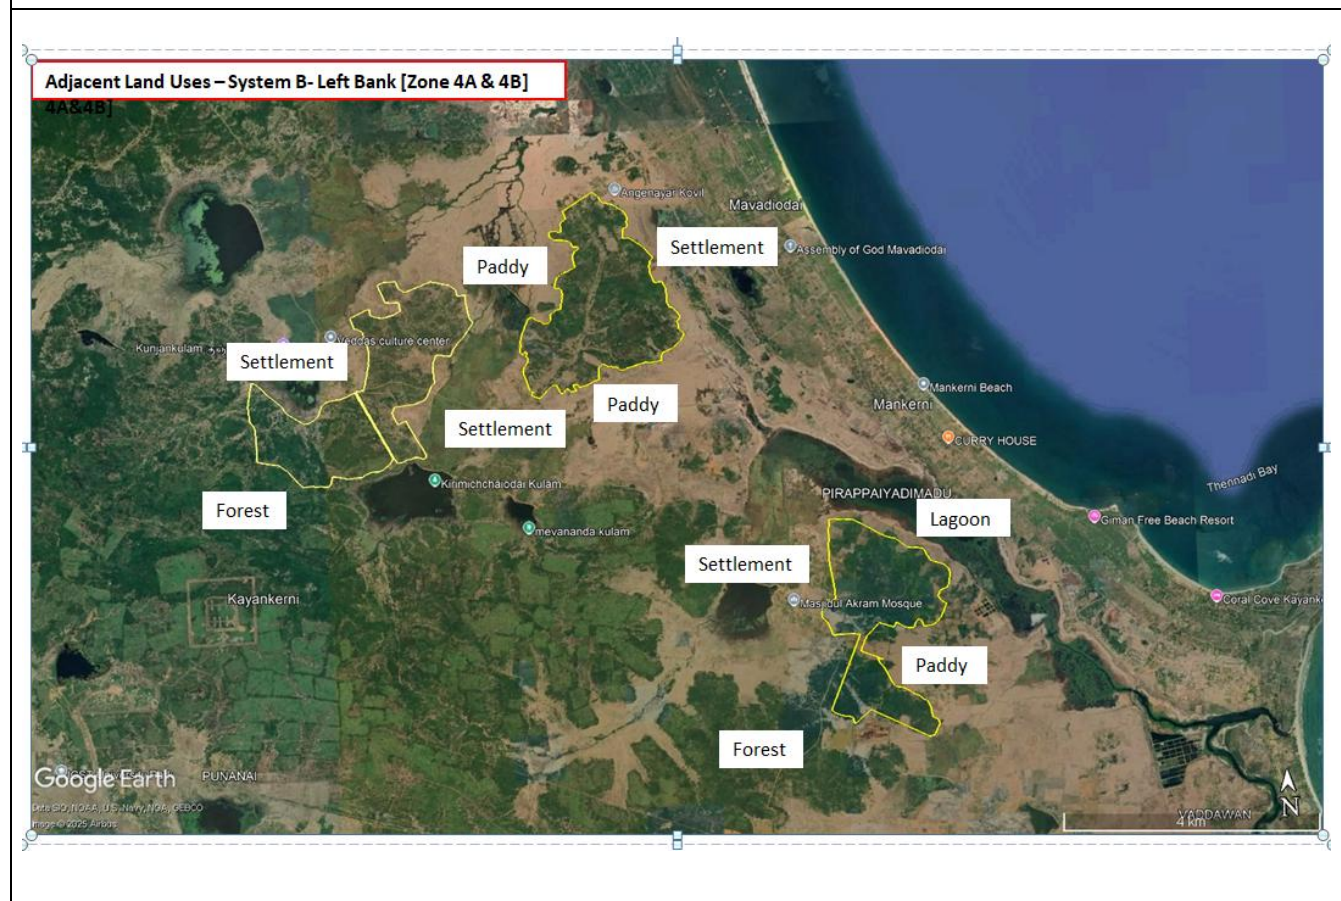 Adjacent Land Uses – System B- Left Bank [Zone 4A & 4B]
4A&4B]
Angenayar Kovil
Mavadiodai
Settlement
Assembly of God Mavadiodai
Paddy
Kunjankulam
Veddas culture center
Settlement
Mankerni Beach
Mankerni
Paddy
Settlement
CURRY HOUSE
Kirimichchaiodai Kulam
Thennadi Bay
PIRAPPAIYADIMADU
Forest
Lagoon
Giman Free Beach Resort
mevananda kulam
Settlement
Kayankerni
Masjidul Akram Mosque
Coral Cove Kayank
Paddy
Forest
Google Earth
PUNANAI
Data SIO, NOAA, U.S. Navy, NGA, GEBCO
Image © 2025 Airbus
N
VADDAWAN
4 km